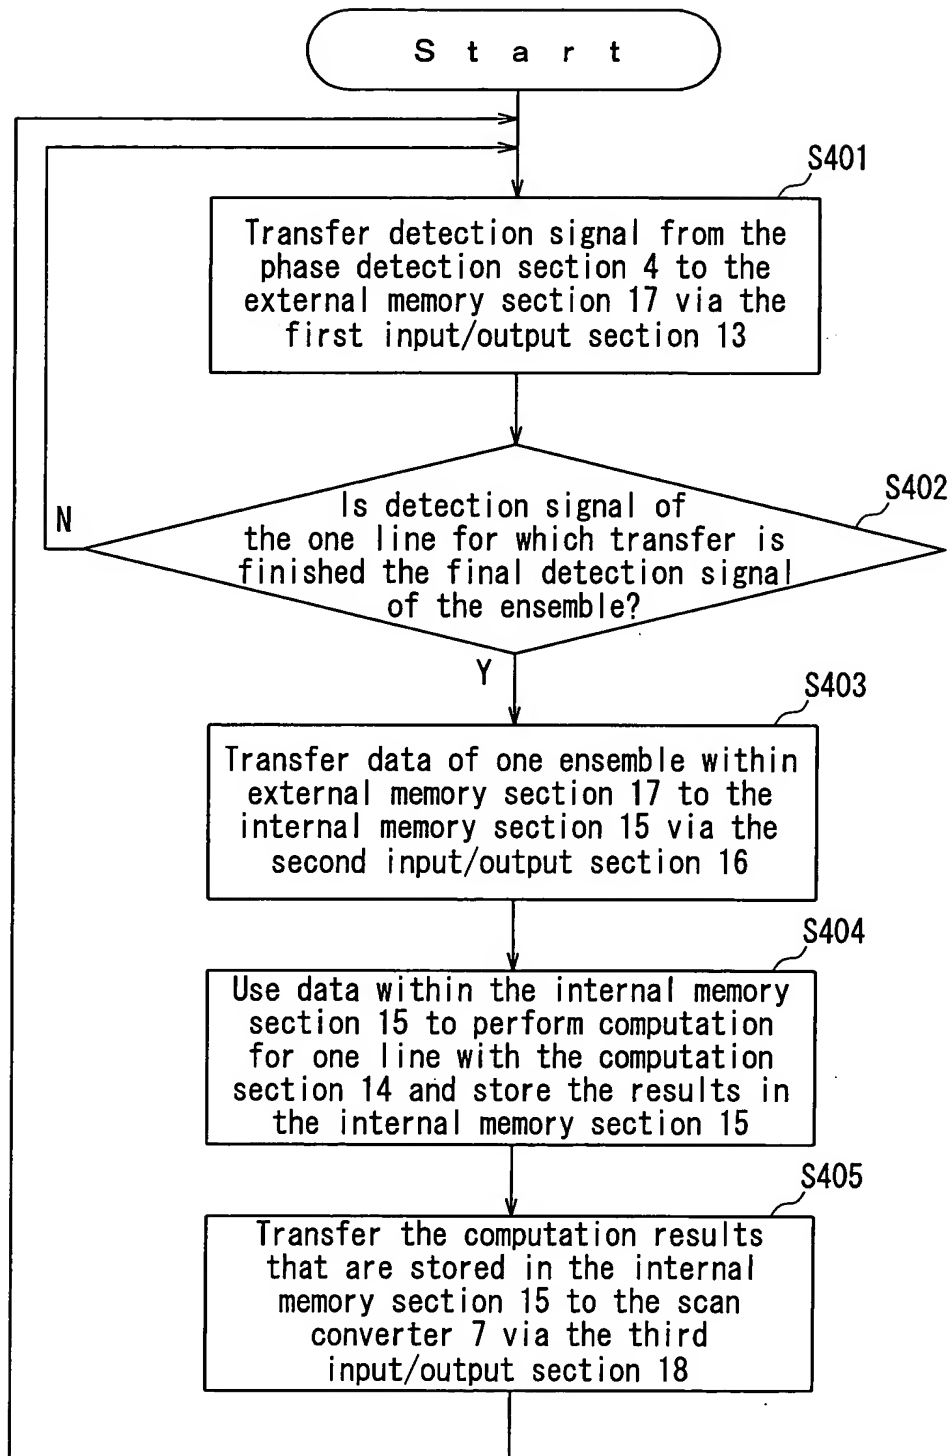 Start
S401
Transfer detection signal from the
phase detection section 4 to the
external memory section 17 via the
first input/output section 13
S402
Is detection signal of
the one line for which transfer is
finished the final detection signal
of the ensemble?
N
Y
S403
Transfer data of one ensemble within
external memory section 17 to the
internal memory section 15 via the
second input/output section 16
S404
Use data within the internal memory
section 15 to perform computation
for one line with the computation
section 14 and store the results in
the internal memory section 15
S405
Transfer the computation results
that are stored in the internal
memory section 15 to the scan
converter 7 via the third
input/output section 18